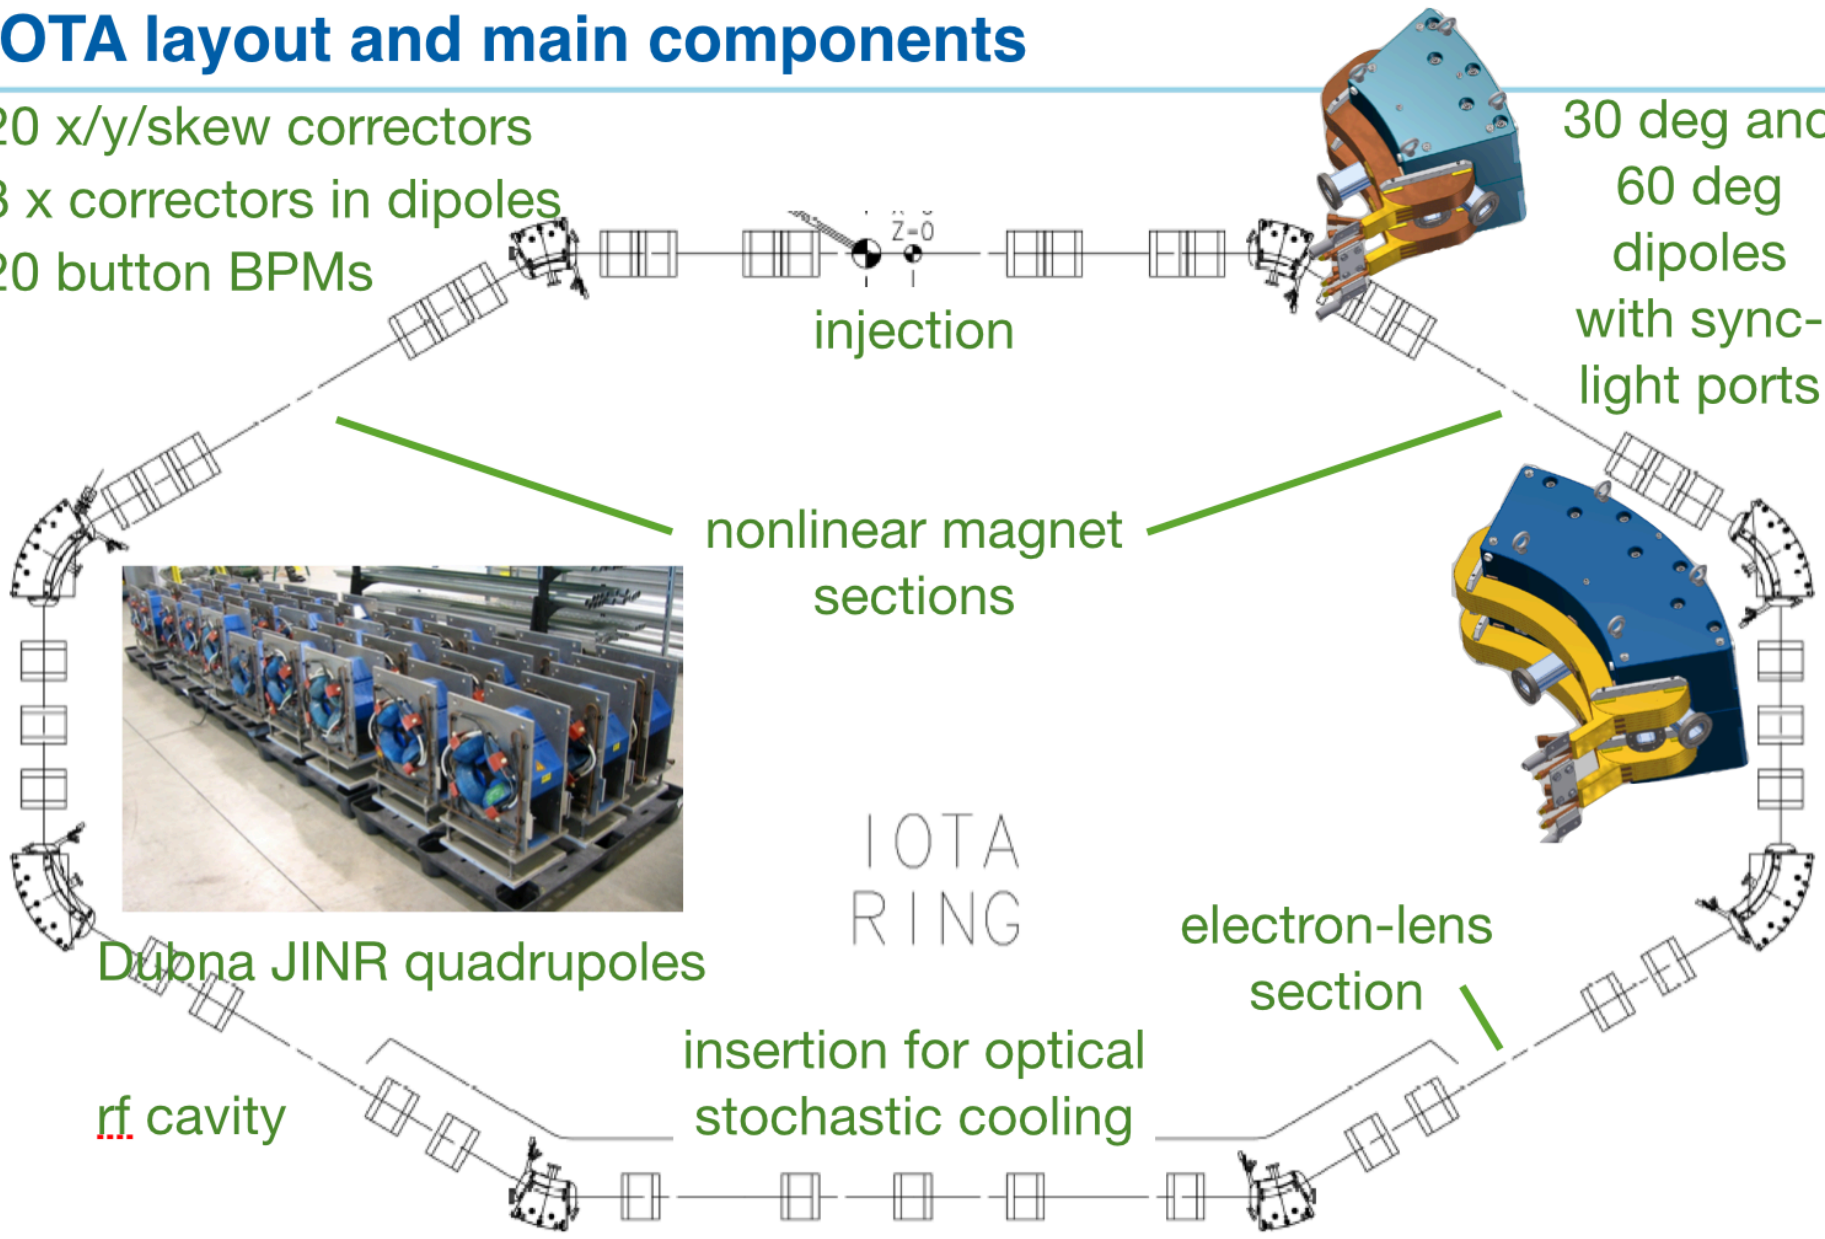 OTA layout and main components
20 x/y/skew correctors
8 x correctors in dipoles
20 button BPMs
30 deg and
60 deg
dipoles
with sync-
light ports
Z=0
injection
nonlinear magnet
sections
IOTA
RING
Dubna JINR quadrupoles
electron-lens
section
insertion for optical
stochastic cooling
rf cavity